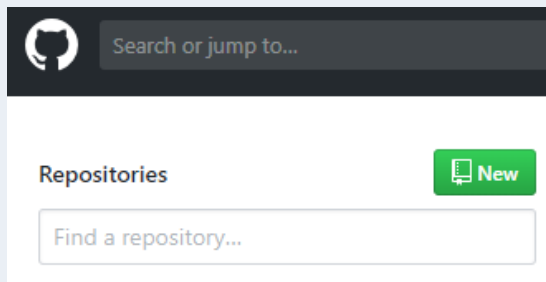 Search or jump to...
Repositories
New
Find a repository...